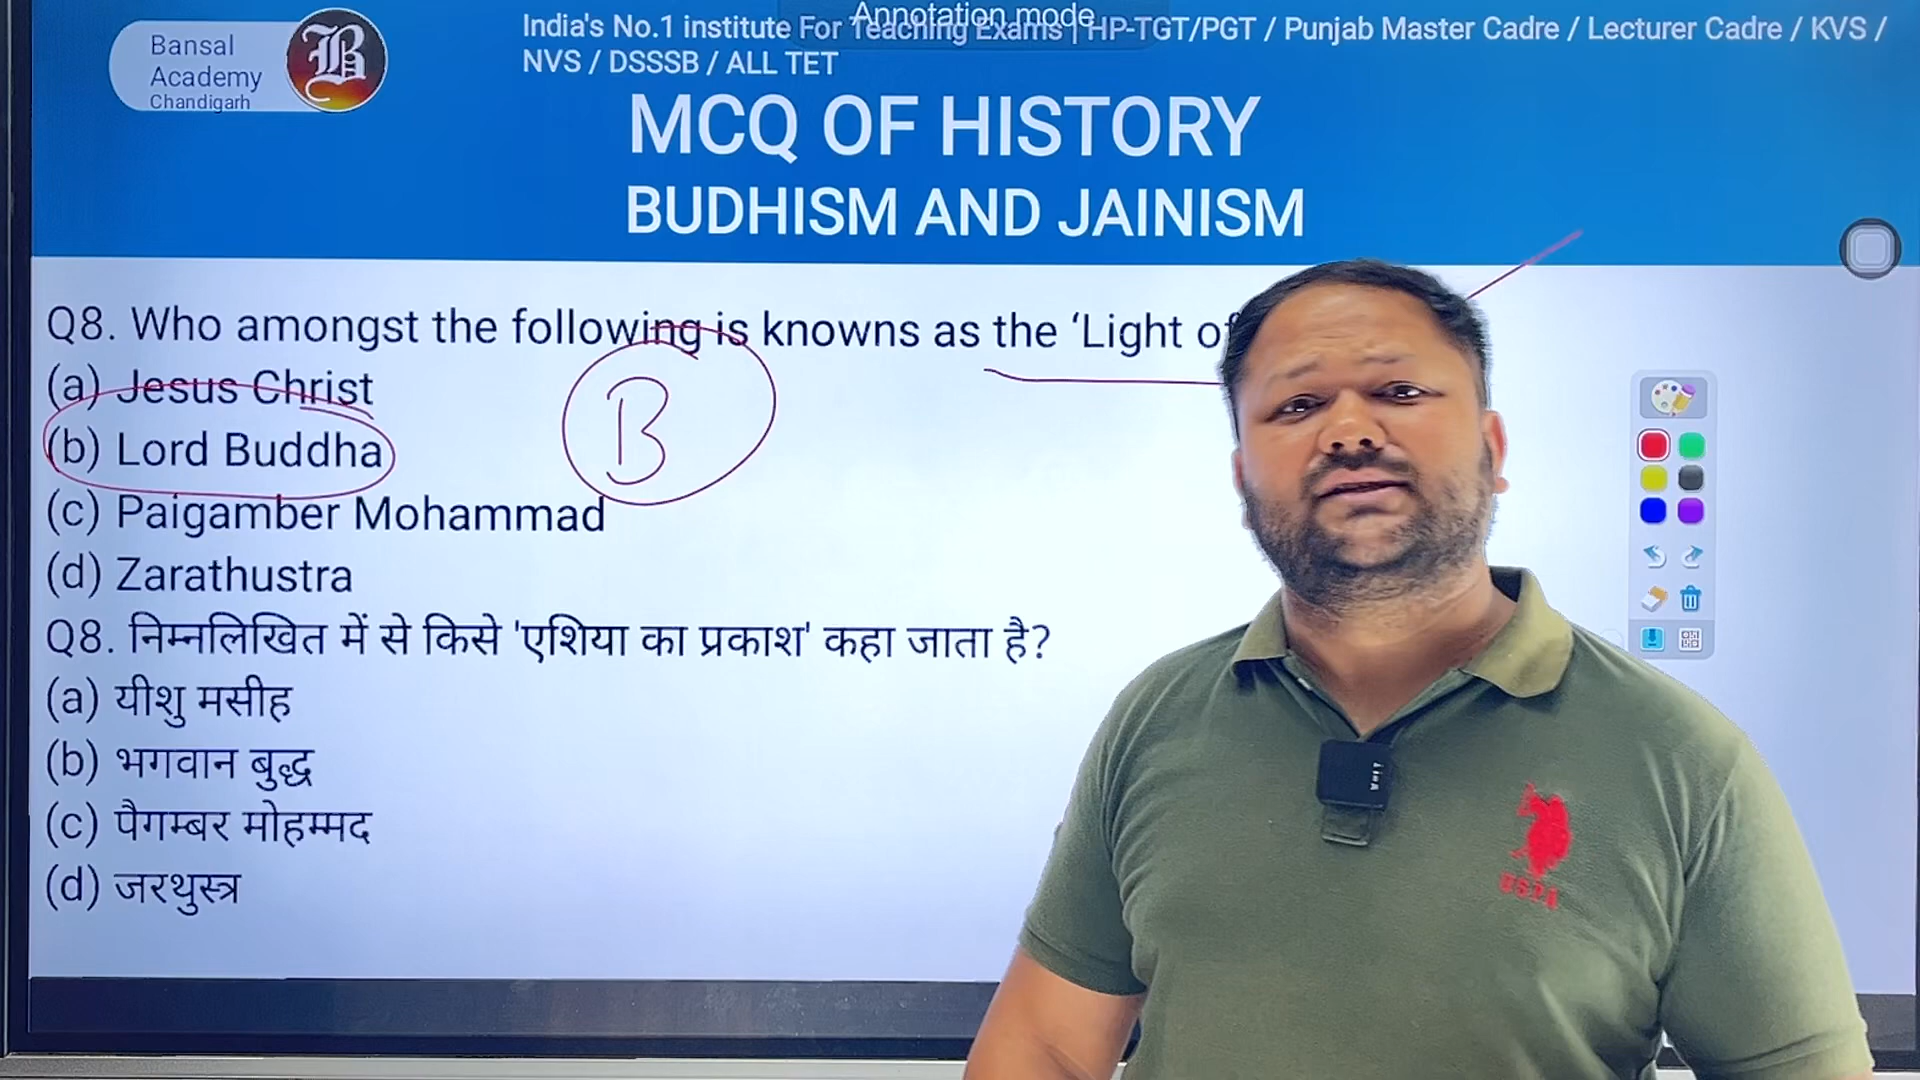 Bansal
Academy
Chandigarh
B
Annotation mode
India's No.1 institute For Teaching Exams | HP-TGT/PGT / Punjab Master Cadre / Lecturer Cadre / KVS /
NVS / DSSSB / ALL TET
MCQ OF HISTORY
BUDHISM AND JAINISM
Q8. Who amongst the following is knowns as the ‘Light of
(a) Jesus Christ
(b) Lord Buddha
B
(c) Paigamber Mohammad
(d) Zarathustra
Q8. निम्नलिखित में से किसे 'एशिया का प्रकाश' कहा जाता है?
(a) यीशु मसीह
(b) भगवान बुद्ध
(c) पैगम्बर मोहम्मद
(d) जरथुस्त्र
USPA